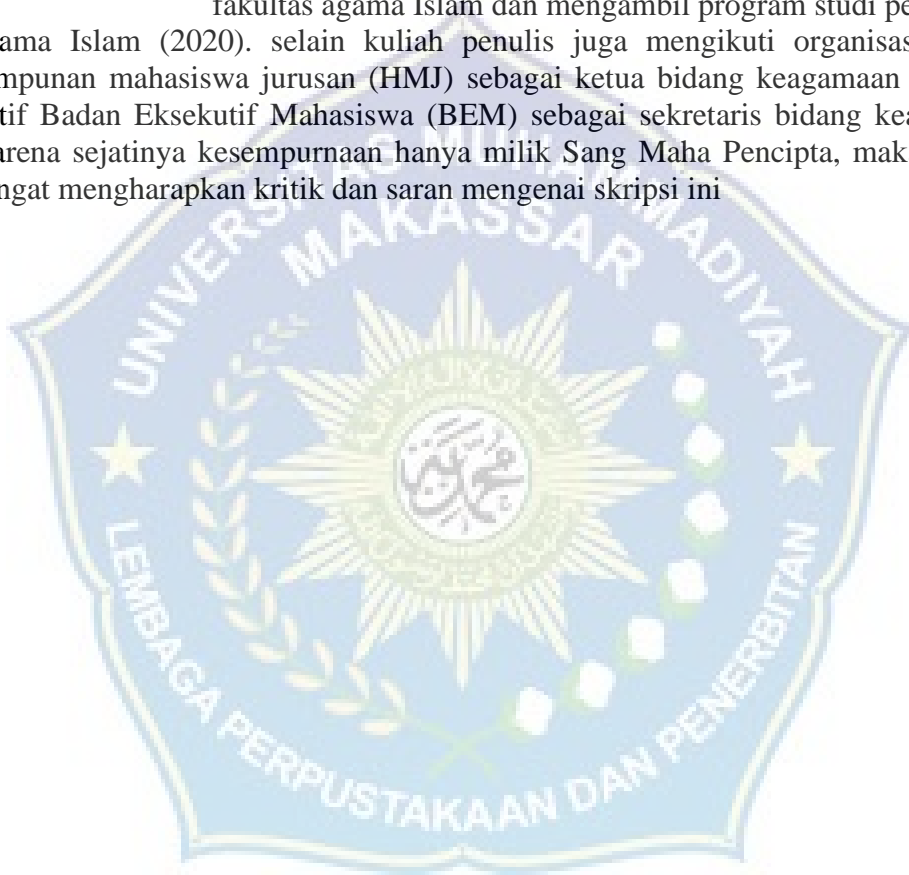 fakultas agama Islam dan mengambil program studi pe
ama Islam (2020). selain kuliah penulis juga mengikuti organisas
mpunan mahasiswa jurusan (HMJ) sebagai ketua bidang keagamaan
tif Badan Eksekutif Mahasiswa (BEM) sebagai sekretaris bidang kea
arena sejatinya kesempurnaan hanya milik Sang Maha Pencipta, mak
ngat mengharapkan kritik dan saran mengenai skripsi ini
UNIVERSITAS MUHAMMADIYAH
MAKASSAR
محمدية
LEMBAGA PERPUSTAKAAN DAN PENERBITAN